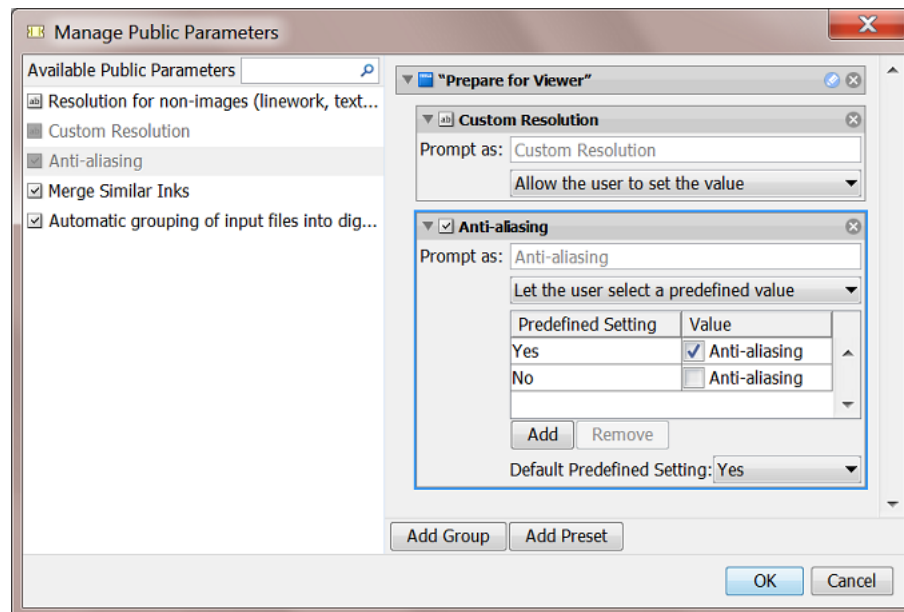 Manage Public Parameters
Available Public Parameters
Resolution for non-images (linework, text...
Custom Resolution
Anti-aliasing
Merge Similar Inks
Automatic grouping of input files into dig...
"Prepare for Viewer"
Custom Resolution
Prompt as: Custom Resolution
Allow the user to set the value
Anti-aliasing
Prompt as: Anti-aliasing
Let the user select a predefined value
Predefined Setting Value
Yes Anti-aliasing
No Anti-aliasing
Add Remove
Default Predefined Setting: Yes
Add Group Add Preset
OK Cancel